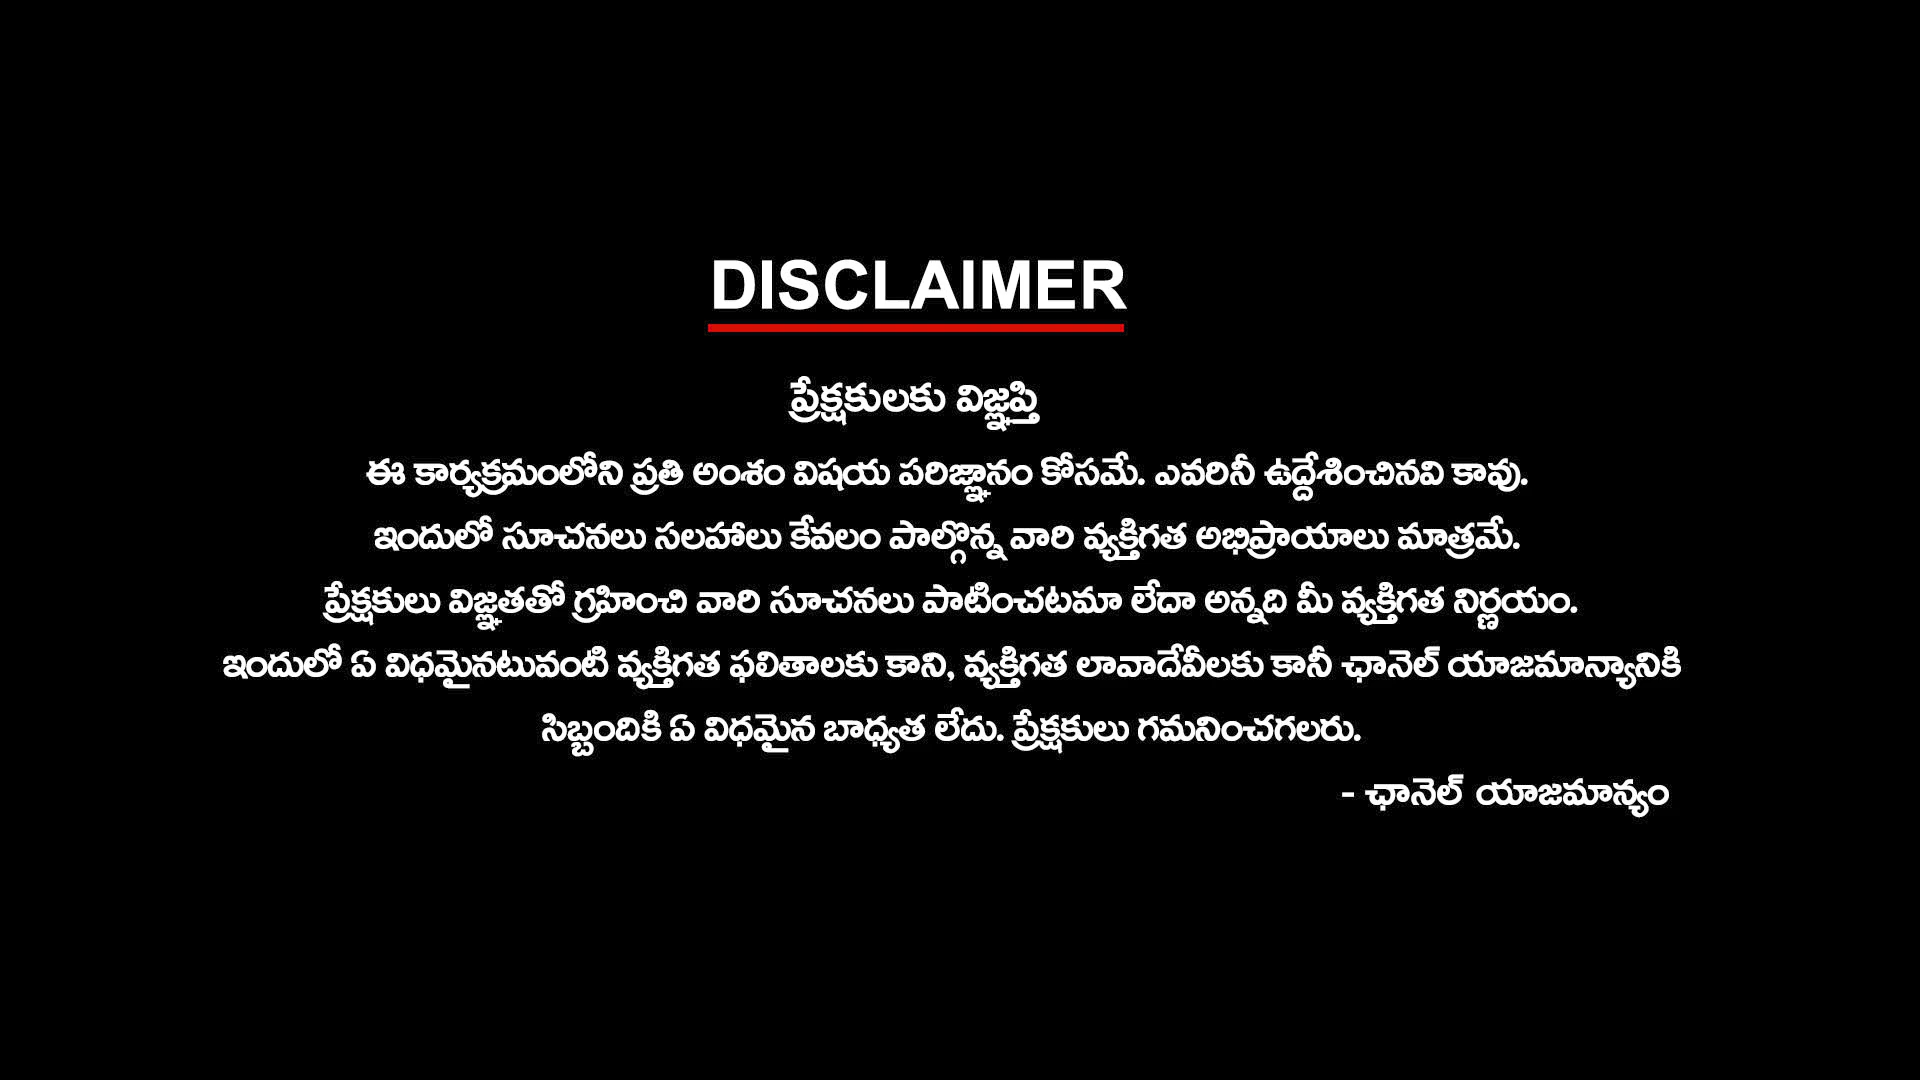 DISCLAIMER
ప్రేక్షకులకు విజ్ఞప్తి
ఈ కార్యక్రమంలోని ప్రతి అంశం విషయ పరిజ్ఞానం కోసమే. ఎవరినీ ఉద్దేశించినవి కావు.
ఇందులో సూచనలు సలహాలు కేవలం పాల్గొన్న వారి వ్యక్తిగత అభిప్రాయాలు మాత్రమే.
ప్రేక్షకులు విజ్ఞతతో గ్రహించి వారి సూచనలు పాటించటమా లేదా అన్నది మీ వ్యక్తిగత నిర్ణయం.
ఇందులో ఏ విధమైనటువంటి వ్యక్తిగత ఫలితాలకు కాని, వ్యక్తిగత లావాదేవీలకు కానీ ఛానెల్ యాజమాన్యానికి
సిబ్బందికి ఏ విధమైన బాధ్యత లేదు. ప్రేక్షకులు గమనించగలరు.
- ఛానెల్ యాజమాన్యం